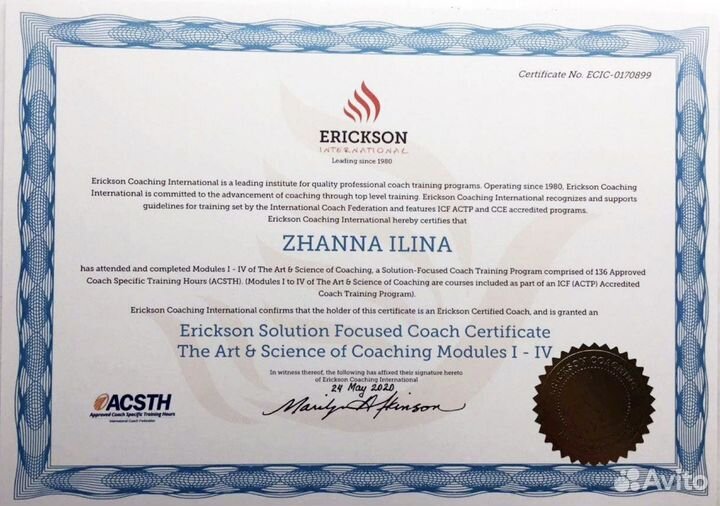 Certificate No. ECIC-0170899
ERICKSON
INTERNATIONAL
Leading since 1980
Erickson Coaching International is a leading institute for quality professional coach training programs. Operating since 1980, Erickson Coaching
International is committed to the advancement of coaching through top level training. Erickson Coaching International recognizes and supports
guidelines for training set by the International Coach Federation and features ICF ACTP and CCE accredited programs.
Erickson Coaching International hereby certifies that
ZHANNA ILINA
has attended and completed Modules I - IV of The Art & Science of Coaching, a Solution-Focused Coach Training Program comprised of 136 Approved
Coach Specific Training Hours (ACSTH). (Modules I to IV of The Art & Science of Coaching are courses included as part of an ICF (ACTP) Accredited
Coach Training Program).
Erickson Coaching International confirms that the holder of this certificate is an Erickson Certified Coach, and is granted an
Erickson Solution Focused Coach Certificate
The Art & Science of Coaching Modules I - IV
In witness thereof, the following has affixed their signature hereto
of Erickson Coaching International
24 May 2020
Marilyn Atkinson
ACSTH
Approved Coach Specific Training Hours
International Coach Federation
ERICKSON COACHING
Avito